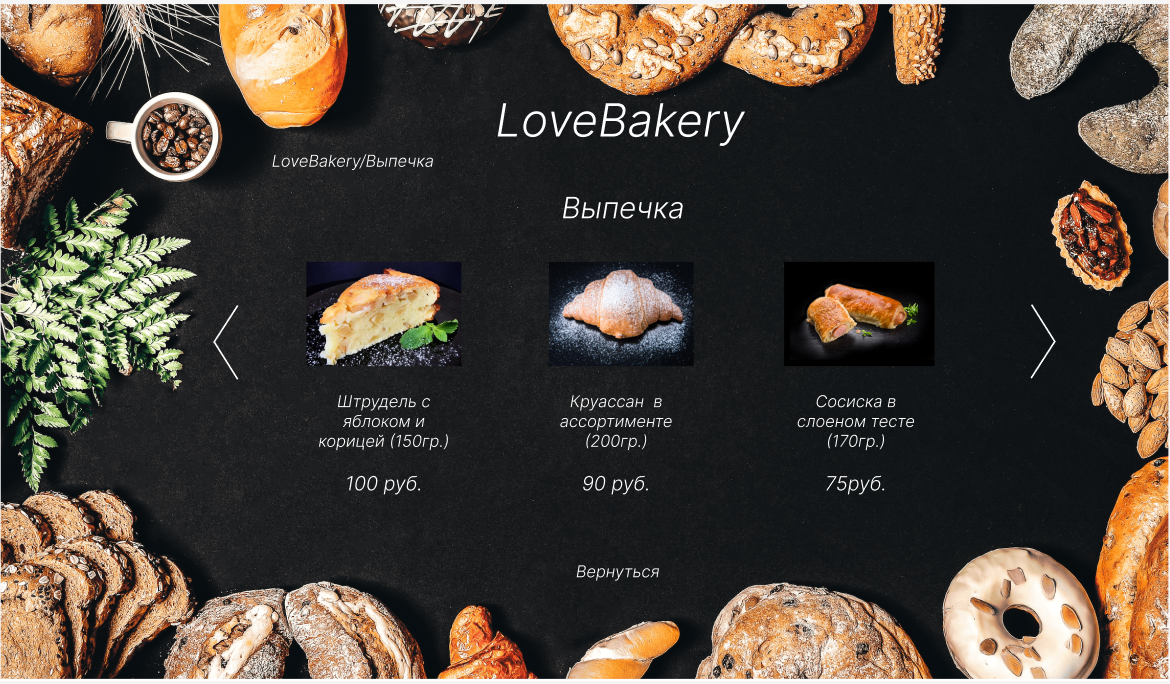 LoveBakery
LoveBakery/Выпечка
Выпечка
Штрудель с
яблоком и
корицей (150гр.)
100 руб.
Круассан  в
ассортименте
(200гр.)
90 руб.
Сосиска в
слоеном тесте
(170гр.)
75руб.
Вернуться